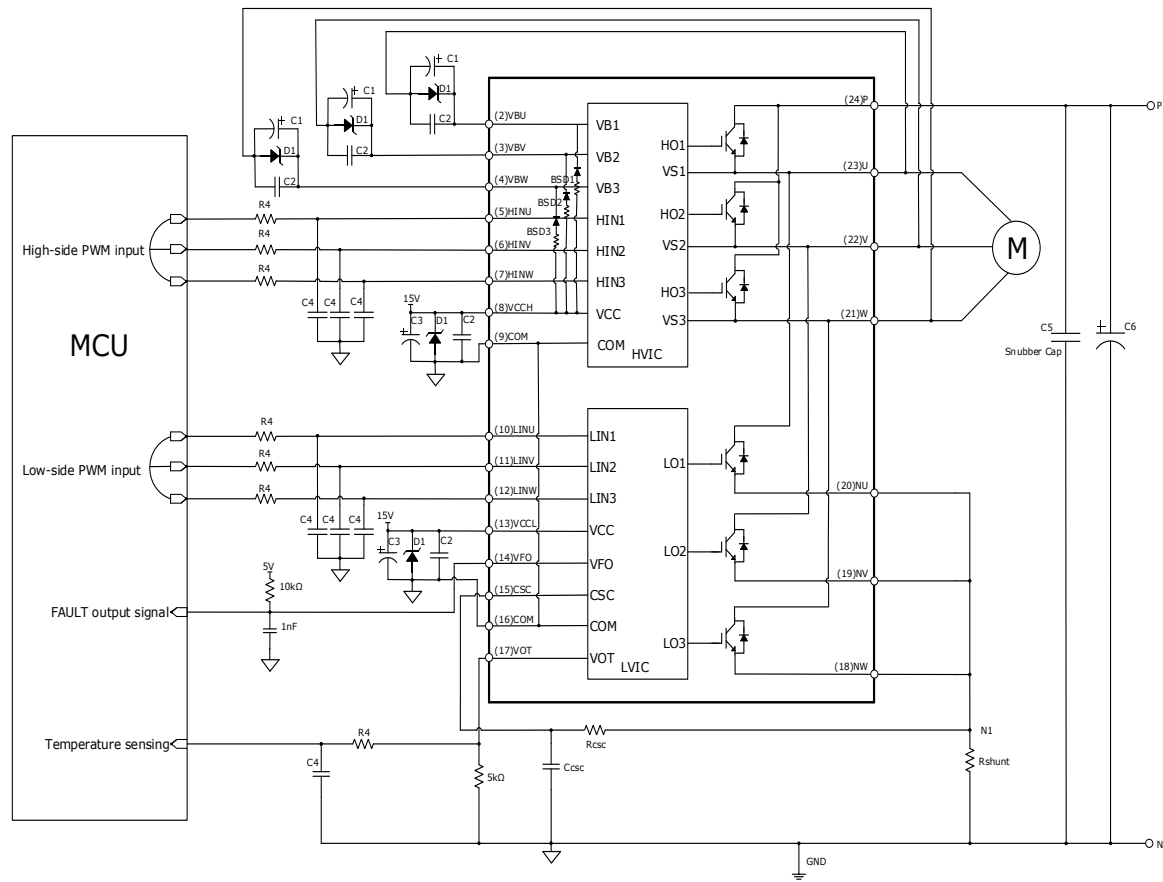 C1
D1
C2
C1
D1
C2
C1
D1
C2
MCU
High-side PWM input
R4
R4
R4
C4
C4
C4
15V
C3
D1
C2
(2)VBU
(3)VBV
(4)VBW
(5)HINU
(6)HINV
(7)HINW
(8)VCCH
(9)COM
BSD1
BSD2
BSD3
VB1
VB2
VB3
HIN1
HIN2
HIN3
VCC
COM
HVIC
HO1
VS1
HO2
VS2
HO3
VS3
(24)P
(23)U
(22)V
(21)W
M
P
C5
Snubber Cap
C6
Low-side PWM input
R4
R4
R4
C4
C4
C4
15V
C3
D1
C2
(10)LINU
(11)LINV
(12)LINW
(13)VCCL
(14)VFO
(15)CSC
(16)COM
(17)VOT
LIN1
LIN2
LIN3
VCC
VFO
CSC
COM
VOT
LVIC
LO1
LO2
LO3
(20)NU
(19)NV
(18)NW
5V
10kΩ
FAULT output signal
1nF
Temperature sensing
R4
C4
5kΩ
Rcsc
Ccsc
N1
Rshunt
GND
N